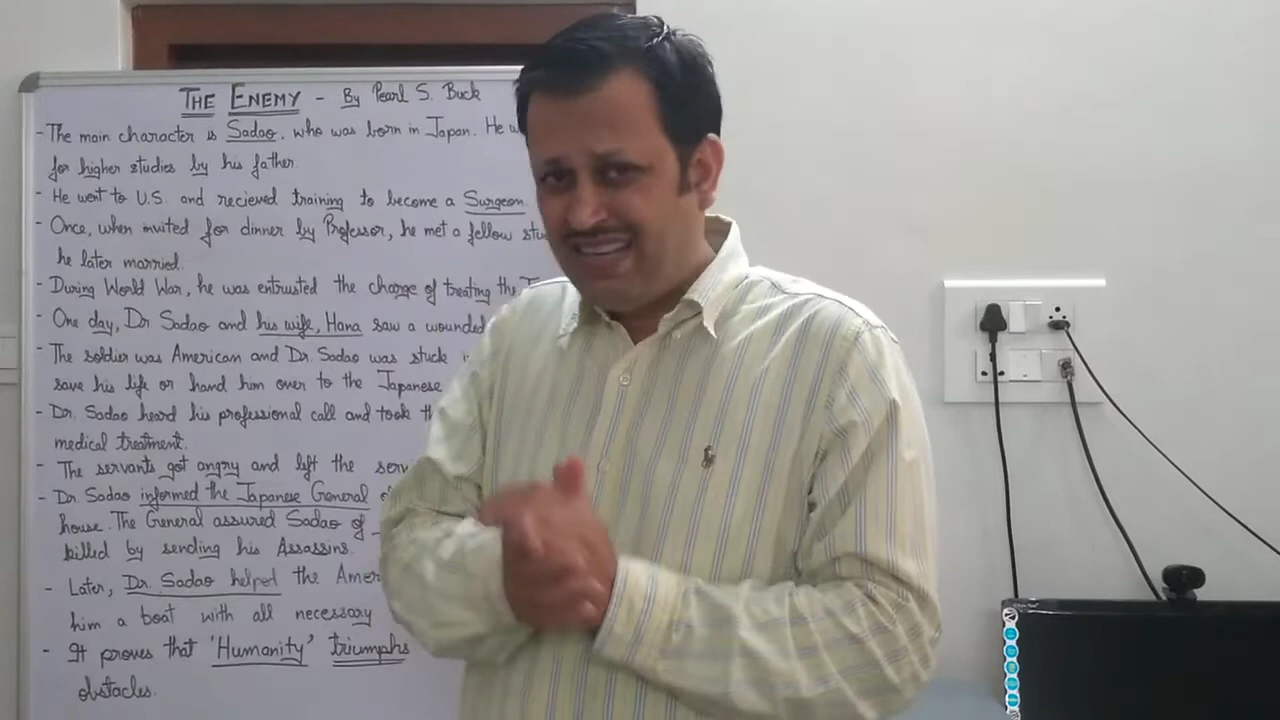 THE ENEMY - By Pearl S. Buck
- The main character is Sadao, who was born in Japan. He
for higher studies by his father.
- He went to U.S. and recieved training to become a Surgeon.
- Once, when invited for dinner by Professor, he met a fellow
he later married.
- During World War, he was entrusted the charge of treating the
- One day, Dr Sadao and his wife, Hana saw a wounded
- The soldier was American and Dr. Sadao was stuck
save his life or hand him over to the Japanese
- Dr. Sadao heard his professional call and took
medical treatment.
- The servants got angry and left the
- Dr. Sadao informed the Japanese General
house. The General assured Sadao of
killed by sending his Assassins.
- Later, Dr. Sadao helped the
him a boat with all necessary
- It proves that 'Humanity' triumphs
obstacles.